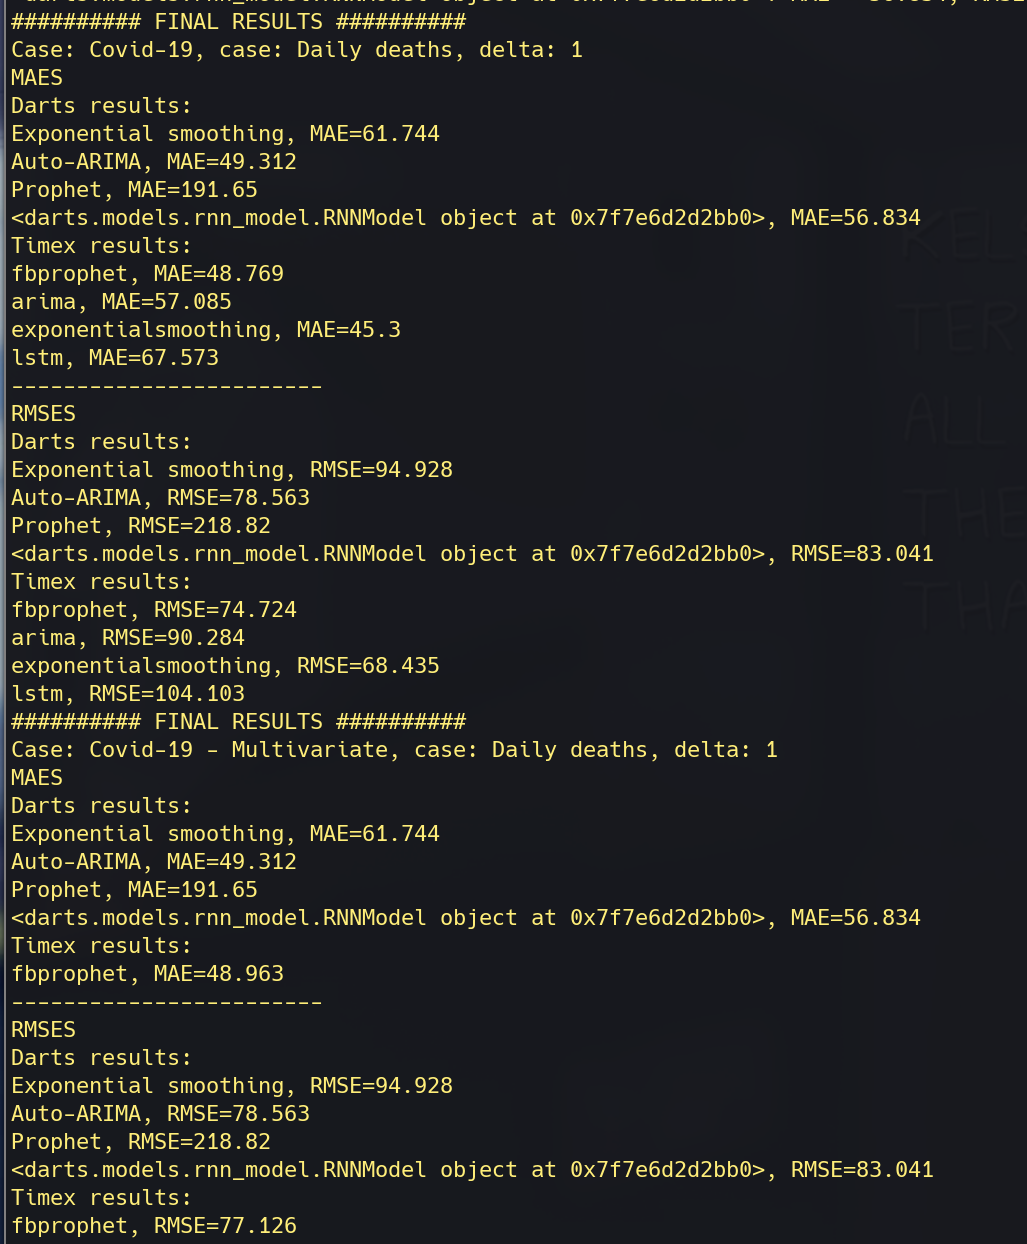 ########## FINAL RESULTS ##########
Case: Covid-19, case: Daily deaths, delta: 1
MAES
Darts results:
Exponential smoothing, MAE=61.744
Auto-ARIMA, MAE=49.312
Prophet, MAE=191.65
<darts.models.rnn_model.RNNModel object at 0x7f7e6d2d2bb0>, MAE=56.834
Timex results:
fbprophet, MAE=48.769
arima, MAE=57.085
exponentialsmoothing, MAE=45.3
lstm, MAE=67.573
------------------------
RMSES
Darts results:
Exponential smoothing, RMSE=94.928
Auto-ARIMA, RMSE=78.563
Prophet, RMSE=218.82
<darts.models.rnn_model.RNNModel object at 0x7f7e6d2d2bb0>, RMSE=83.041
Timex results:
fbprophet, RMSE=74.724
arima, RMSE=90.284
exponentialsmoothing, RMSE=68.435
lstm, RMSE=104.103
########## FINAL RESULTS ##########
Case: Covid-19 - Multivariate, case: Daily deaths, delta: 1
MAES
Darts results:
Exponential smoothing, MAE=61.744
Auto-ARIMA, MAE=49.312
Prophet, MAE=191.65
<darts.models.rnn_model.RNNModel object at 0x7f7e6d2d2bb0>, MAE=56.834
Timex results:
fbprophet, MAE=48.963
------------------------
RMSES
Darts results:
Exponential smoothing, RMSE=94.928
Auto-ARIMA, RMSE=78.563
Prophet, RMSE=218.82
<darts.models.rnn_model.RNNModel object at 0x7f7e6d2d2bb0>, RMSE=83.041
Timex results:
fbprophet, RMSE=77.126
ALL